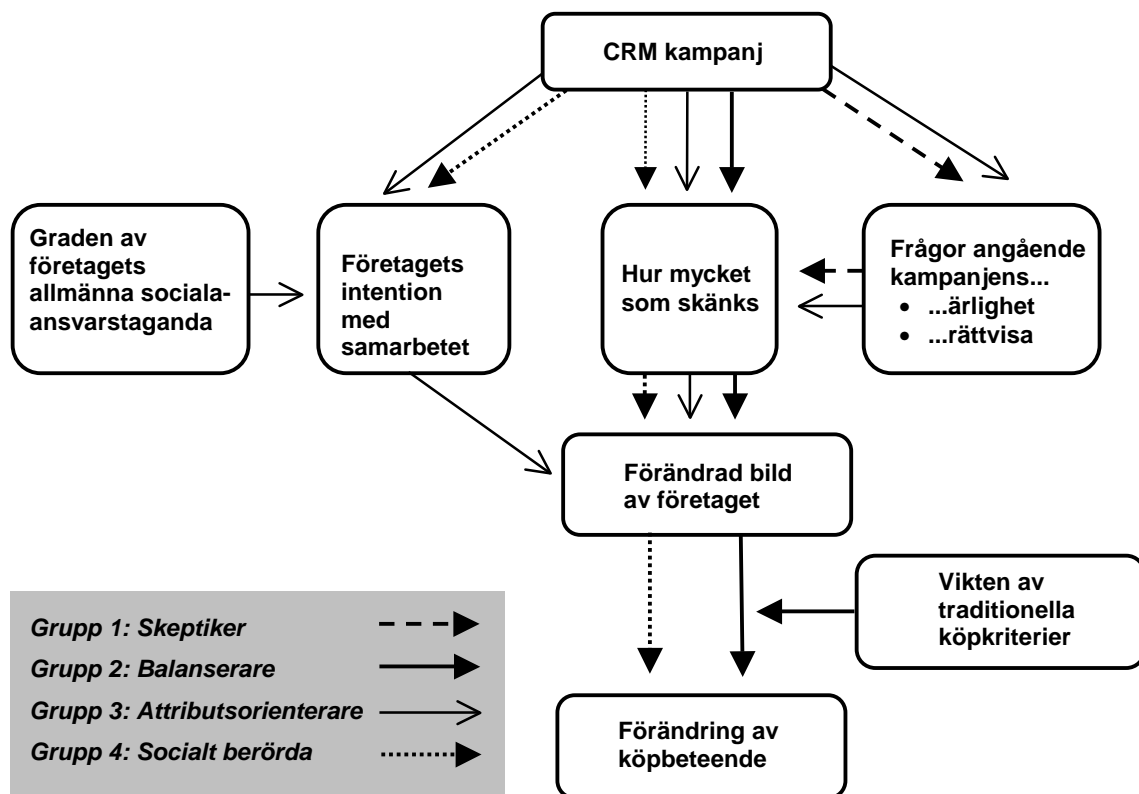 CRM kampanj
Graden av
företagets
allmänna sociala-
ansvarstaganda
Företagets
intention
med
samarbetet
Hur mycket
som skänks
Frågor angående
kampanjens...
• ...ärlighet
• ...rättvisa
Förändrad bild
av företaget
Vikten av
traditionella
köpkriterier
Förändring av
köpbeteende
Grupp 1: Skeptiker
Grupp 2: Balanserare
Grupp 3: Attributsorienterare
Grupp 4: Socialt berörda